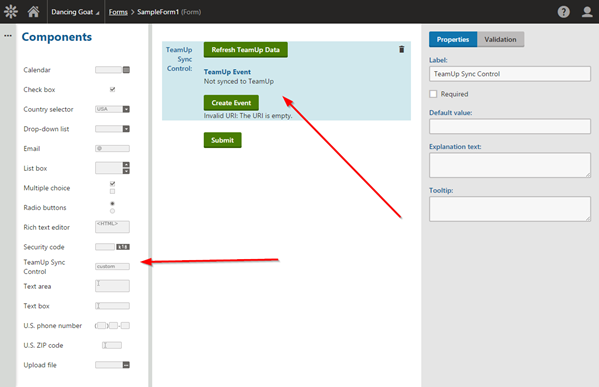 Dancing Goat
Forms > SampleForm1 (Form)
?
...
Components
Calendar
Check box
Country selector
USA
Drop-down list
Email
@
List box
Multiple choice
Radio buttons
Rich text editor
<HTML>
Security code
TeamUp Sync
Control
custom
Text area
Text box
U.S. phone number
( ) -
U.S. ZIP code
Upload file
TeamUp
Sync
Control:
Refresh TeamUp Data
TeamUp Event
Not synced to TeamUp
Create Event
Invalid URI: The URI is empty.
Submit
Properties
Validation
Label:
TeamUp Sync Control
Required
Default value:
Explanation text:
Tooltip: